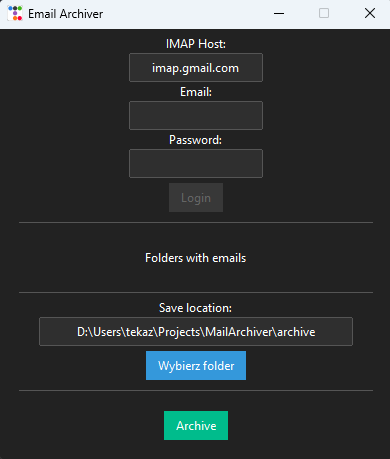 Email Archiver
IMAP Host:
imap.gmail.com
Email:
Password:
Login
Folders with emails
Save location:
D:\Users\tekaz\Projects\MailArchiver\archive
Wybierz folder
Archive